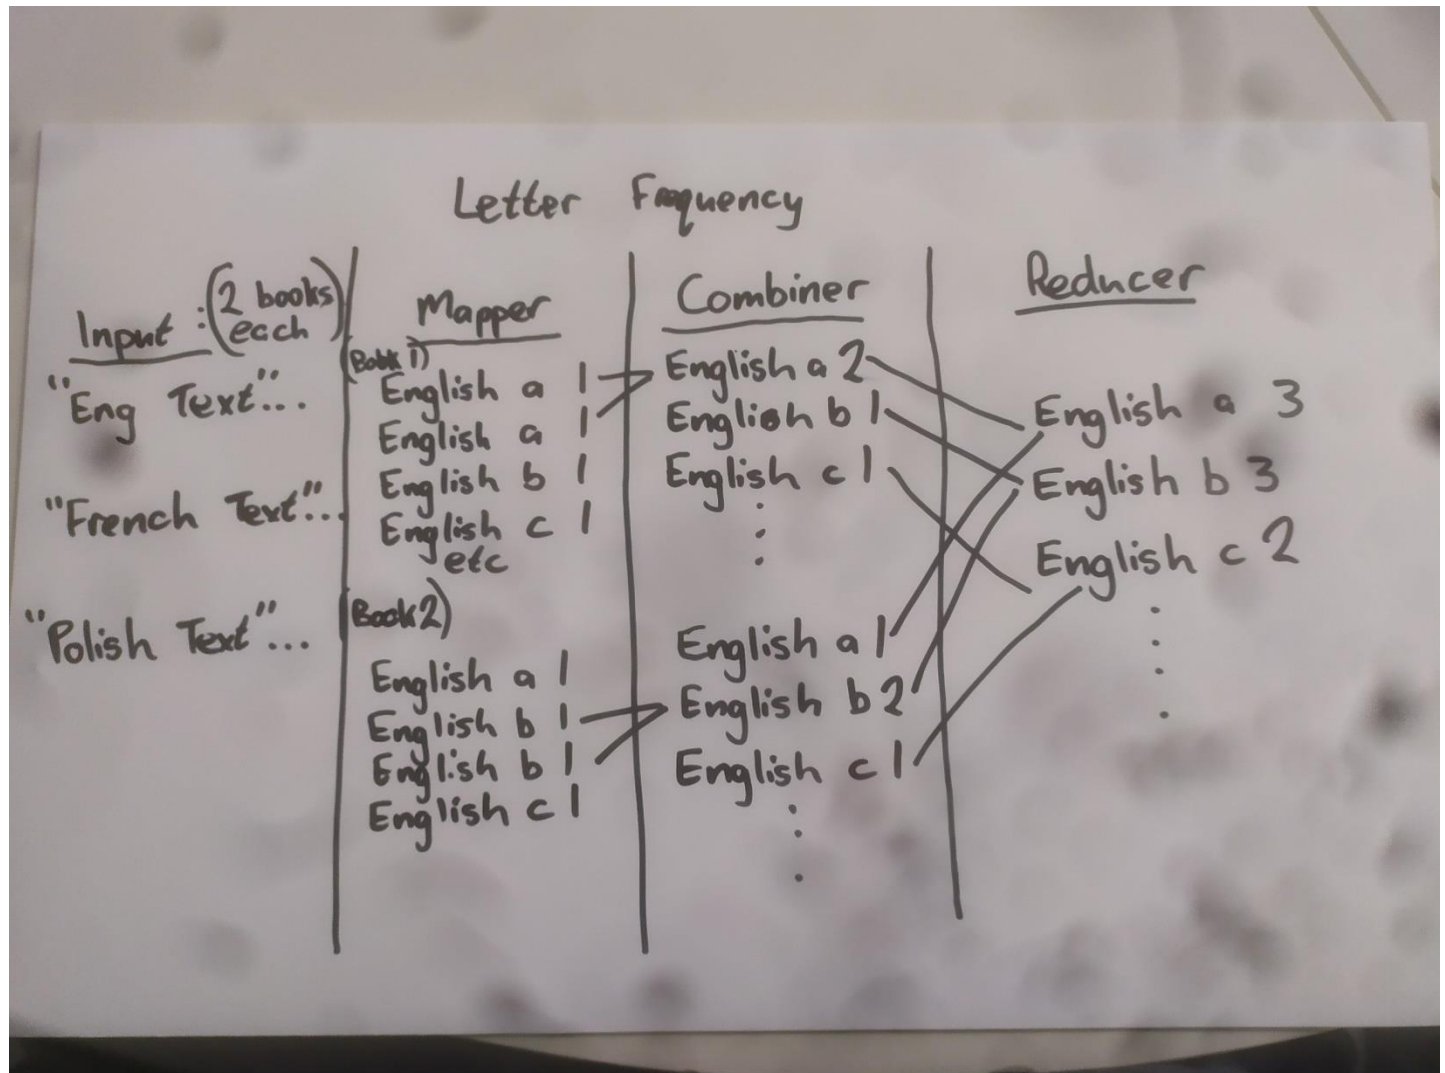 Letter Frequency
Input : (2 books each)
"Eng Text"...
"French Text"...
"Polish Text"...
Mapper
(Book 1)
English a 1
English a 1
English b 1
English c 1
etc
(Book 2)
English a 1
English b 1
English b 1
English c 1
Combiner
English a 2
English b 1
English c 1
English a 1
English b 2
English c 1
Reducer
English a 3
English b 3
English c 2